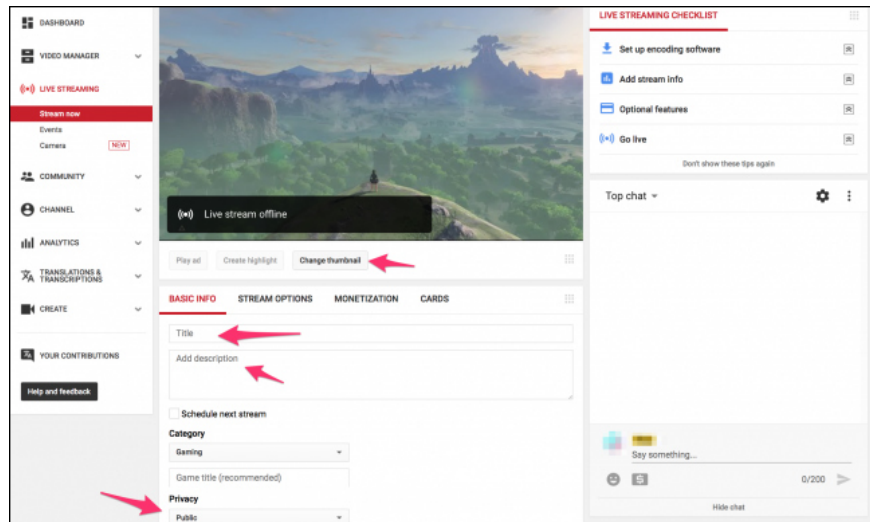 DASHBOARD
VIDEO MANAGER
LIVE STREAMING
Stream now
Events
Camera NEW
COMMUNITY
CHANNEL
ANALYTICS
TRANSLATIONS &
TRANSCRIPTIONS
CREATE
YOUR CONTRIBUTIONS
Help and feedback
Live stream offline
Play ad Create highlight Change thumbnail
BASIC INFO STREAM OPTIONS MONETIZATION CARDS
Title
Add description
Schedule next stream
Category
Gaming
Game title (recommended)
Privacy
Public
LIVE STREAMING CHECKLIST
Set up encoding software
Add stream info
Optional features
Go live
Don't show these tips again
Top chat
Say something...
0/200
Hide chat